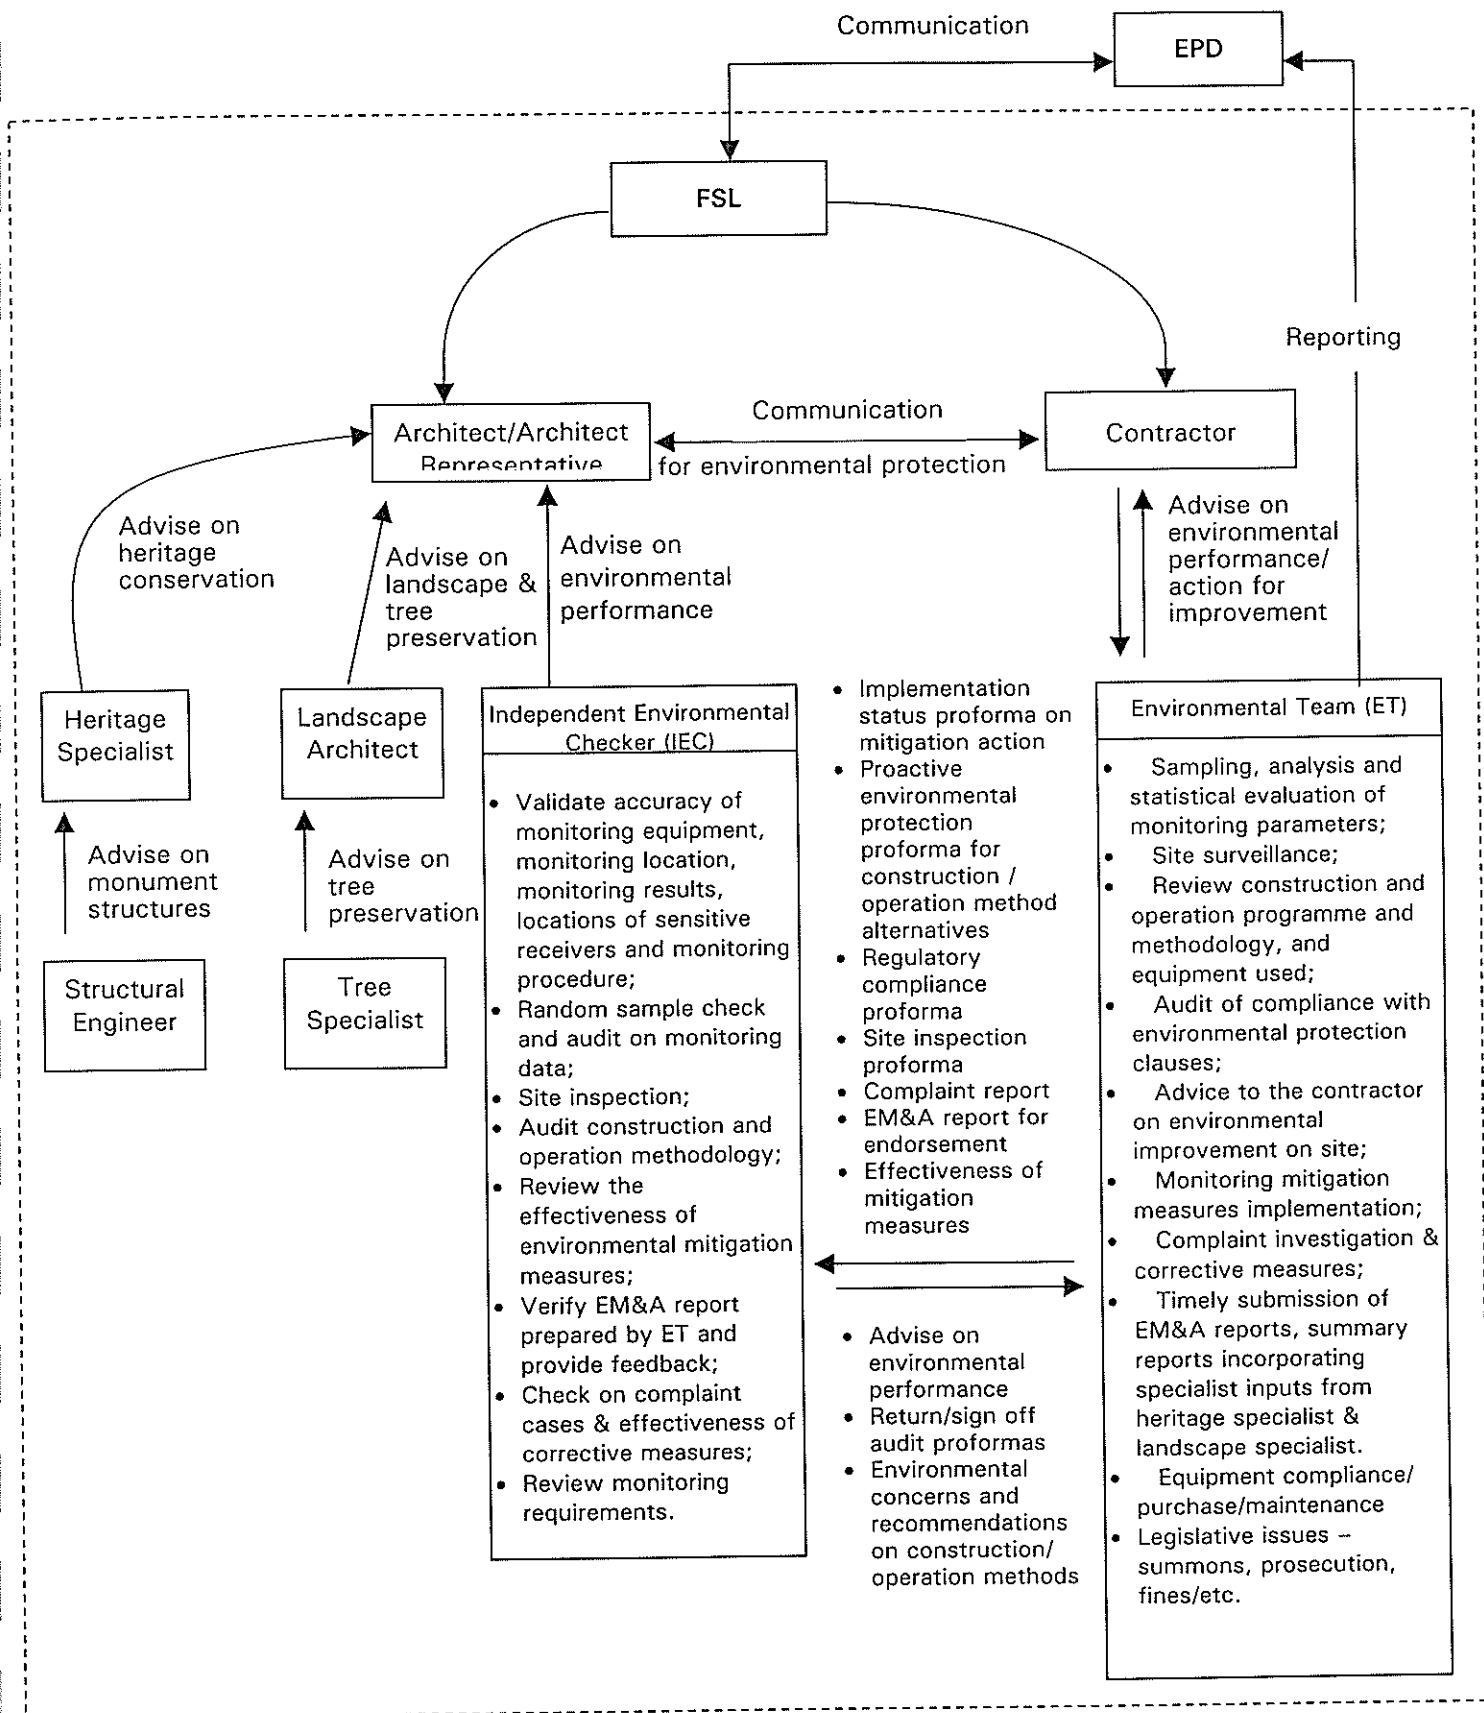 Communication
EPD
FSL
Reporting
Architect/Architect
Representative
Communication
for environmental protection
Contractor
Advise on
heritage
conservation
Advise on
landscape &
tree
preservation
Advise on
environmental
performance
Advise on
environmental
performance/
action for
improvement
Heritage
Specialist
Landscape
Architect
Advise on
monument
structures
Advise on
tree
preservation
Structural
Engineer
Tree
Specialist
Independent Environmental
Checker (IEC)
• Validate accuracy of
monitoring equipment,
monitoring location,
monitoring results,
locations of sensitive
receivers and monitoring
procedure;
• Random sample check
and audit on monitoring
data;
• Site inspection;
• Audit construction and
operation methodology;
• Review the
effectiveness of
environmental mitigation
measures;
• Verify EM&A report
prepared by ET and
provide feedback;
• Check on complaint
cases & effectiveness of
corrective measures;
• Review monitoring
requirements.
• Implementation
status proforma on
mitigation action
• Proactive
environmental
protection
proforma for
construction /
operation method
alternatives
• Regulatory
compliance
proforma
• Site inspection
proforma
• Complaint report
• EM&A report for
endorsement
• Effectiveness of
mitigation
measures
• Advise on
environmental
performance
• Return/sign off
audit proformas
• Environmental
concerns and
recommendations
on construction/
operation methods
Environmental Team (ET)
• Sampling, analysis and
statistical evaluation of
monitoring parameters;
• Site surveillance;
• Review construction and
operation programme and
methodology, and
equipment used;
• Audit of compliance with
environmental protection
clauses;
• Advice to the contractor
on environmental
improvement on site;
• Monitoring mitigation
measures implementation;
• Complaint investigation &
corrective measures;
• Timely submission of
EM&A reports, summary
reports incorporating
specialist inputs from
heritage specialist &
landscape specialist.
• Equipment compliance/
purchase/maintenance
• Legislative issues –
summons, prosecution,
fines/etc.